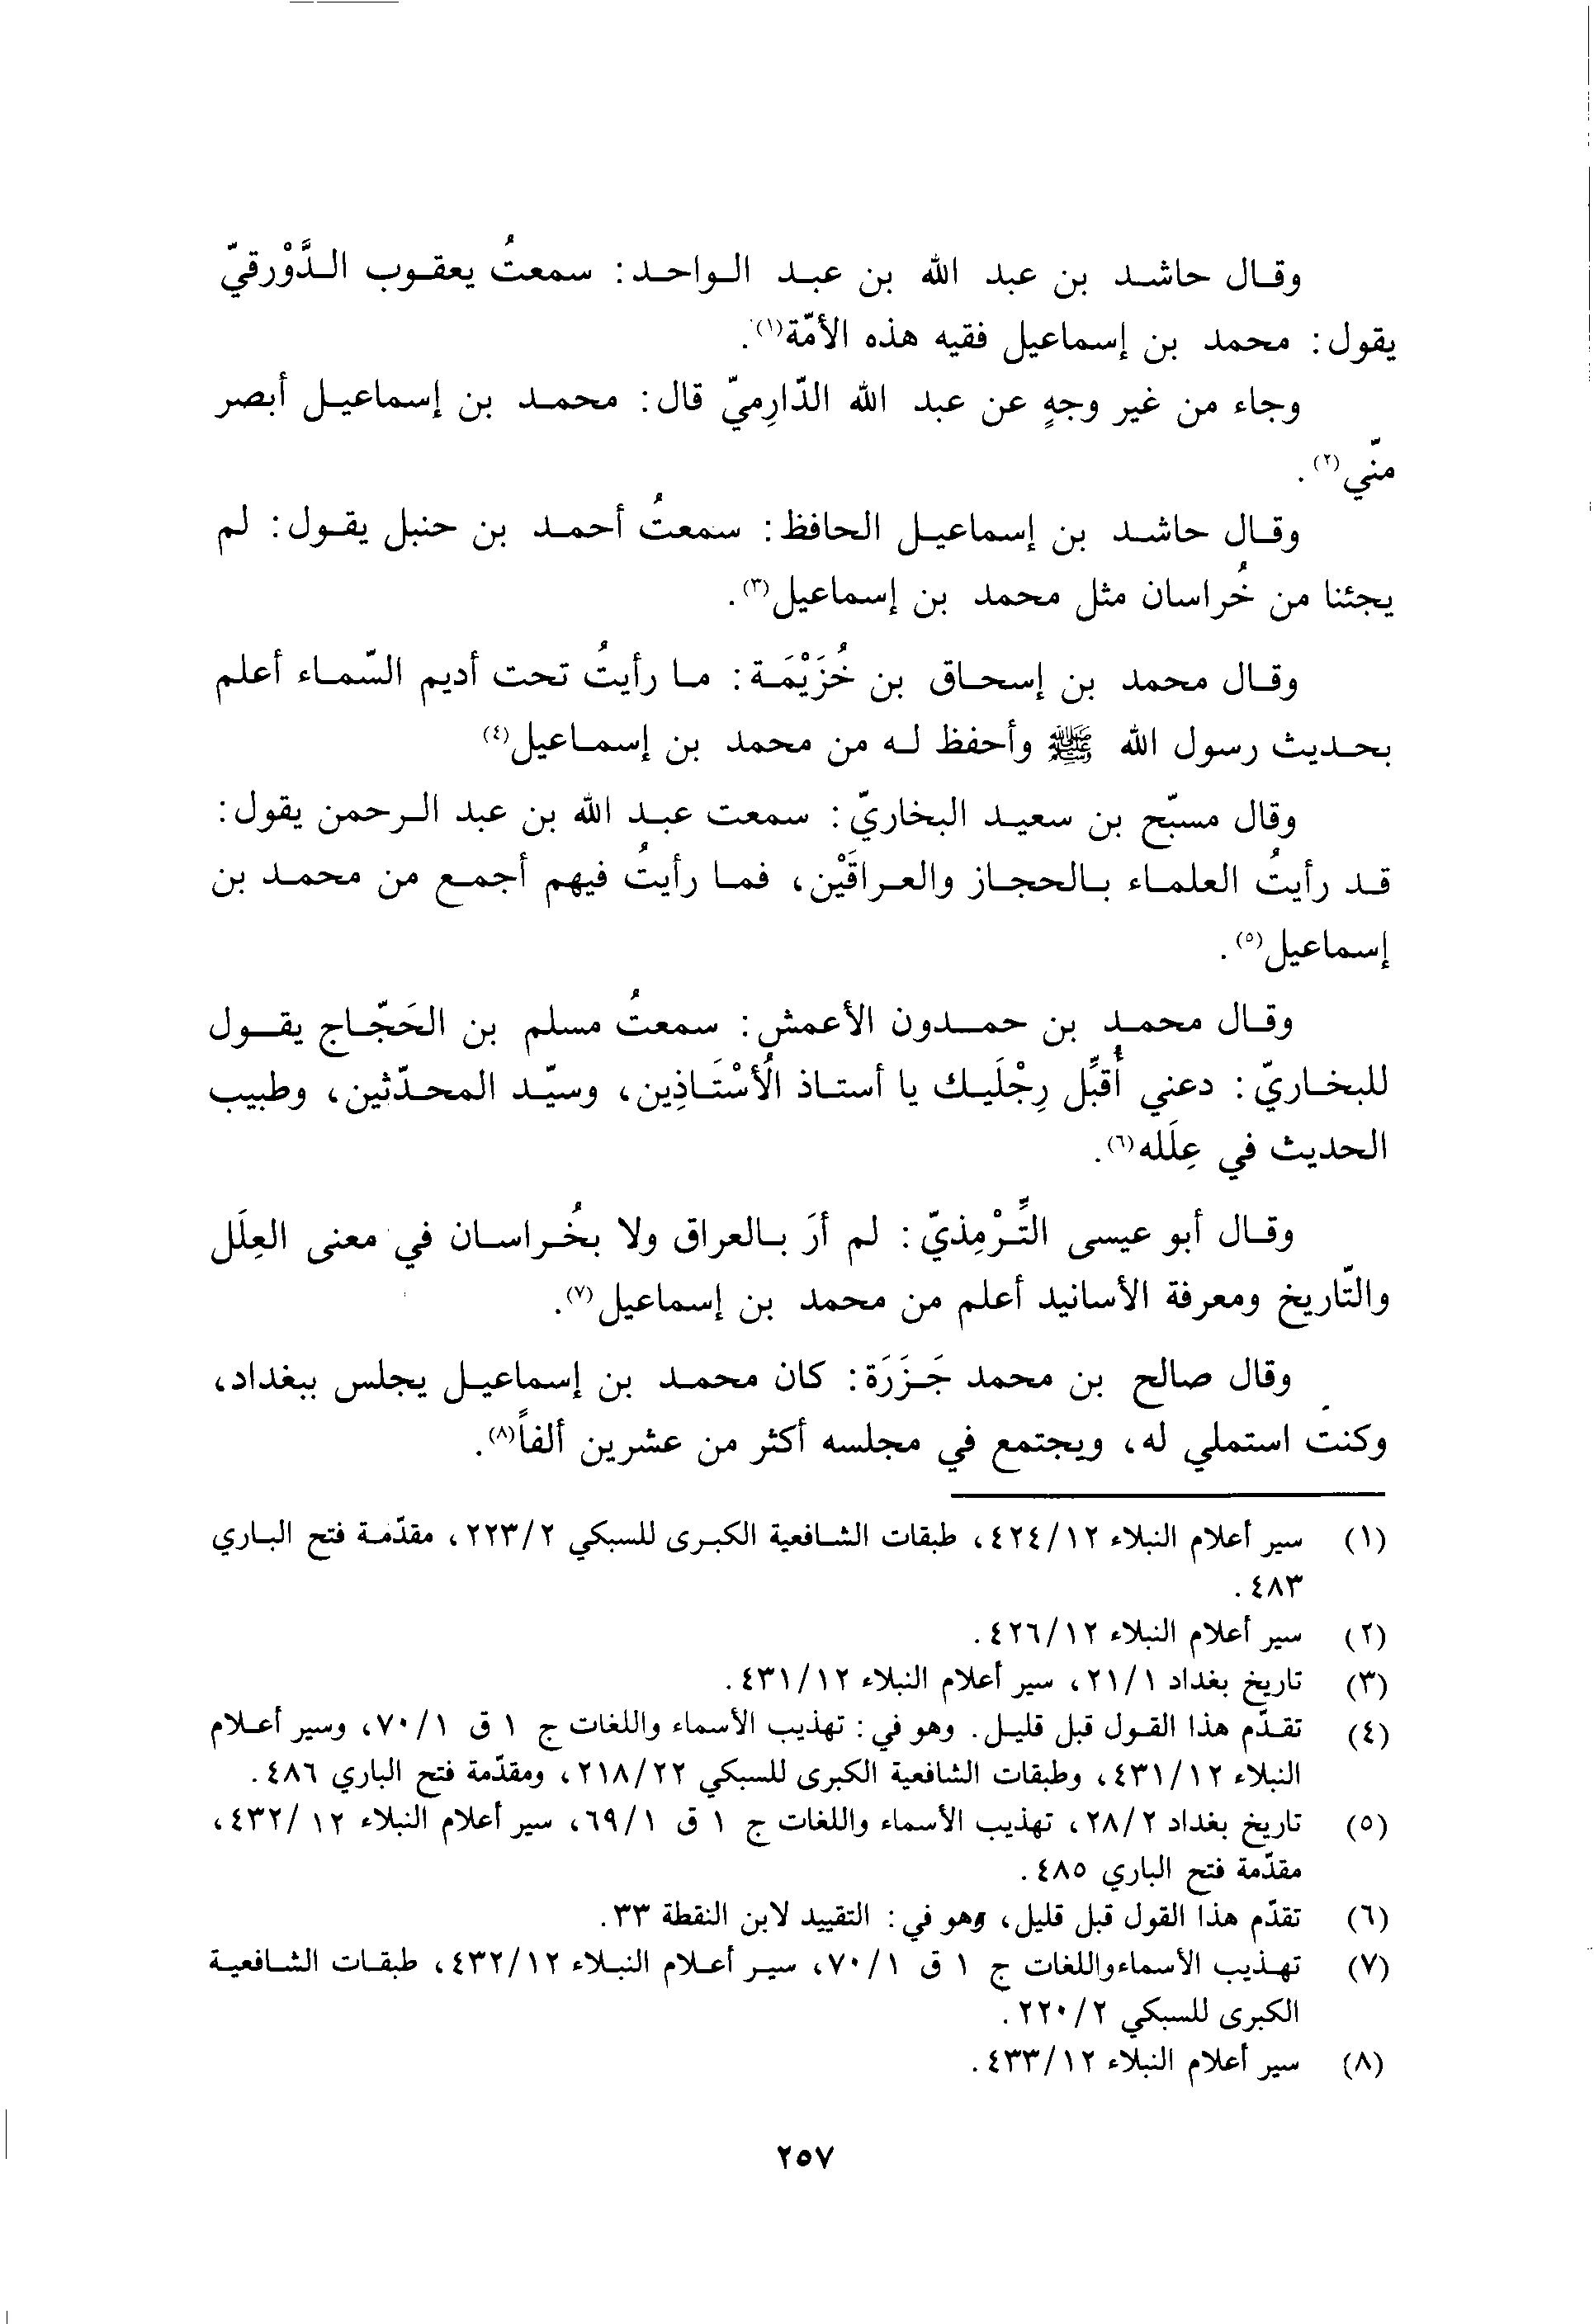 وقال حاشد بن عبد الله بن عبد الواحد: سمعتُ يعقوب الدَّوْرقيّ
يقول: محمد بن إسماعيل فقيه هذه الأمّة(١).
وجاء من غير وجهٍ عن عبد الله الدّارِميّ قال: محمد بن إسماعيل أبصر
منّي(٢).
وقال حاشد بن إسماعيل الحافظ: سمعتُ أحمد بن حنبل يقول: لم
يجئنا من خُراسان مثل محمد بن إسماعيل(٣).
وقال محمد بن إسحاق بن خُزَيْمَة: ما رأيتُ تحت أديم السّماء أعلم
بحديث رسول الله ﷺ وأحفظ له من محمد بن إسماعيل(٤)
وقال مسبّح بن سعيد البخاريّ: سمعت عبد الله بن عبد الرحمن يقول:
قد رأيتُ العلماء بالحجاز والعراقَيْن، فما رأيتُ فيهم أجمع من محمد بن
إسماعيل(٥).
وقال محمد بن حمدون الأعمش: سمعتُ مسلم بن الحَجّاج يقول
للبخاريّ: دعني أُقبِّل رِجْلَيك يا أستاذ الُأسْتَاذِين، وسيّد المحدّثين، وطبيب
الحديث في عِلَله(٦).
وقال أبو عيسى التِّرْمِذيّ: لم أرَ بالعراق ولا بخُراسان في معنى العِلَل
والتّاريخ ومعرفة الأسانيد أعلم من محمد بن إسماعيل(٧).
وقال صالح بن محمد جَزَرَة: كان محمد بن إسماعيل يجلس ببغداد،
وكنت استملي له، ويجتمع في مجلسه أكثر من عشرين ألفاً(٨).
(١) سير أعلام النبلاء ٤٢٤/١٢، طبقات الشافعية الكبرى للسبكي ٢٢٣/٢، مقدّمة فتح الباري
٤٨٣.
(٢) سير أعلام النبلاء ٤٢٦/١٢.
(٣) تاريخ بغداد ٢١/١، سير أعلام النبلاء ٤٣١/١٢.
(٤) تقدّم هذا القول قبل قليل. وهو في: تهذيب الأسماء واللغات ج ١ ق ٧٠/١، وسير أعلام
النبلاء ٤٣١/١٢، وطبقات الشافعية الكبرى للسبكي ٢١٨/٢٢، ومقدّمة فتح الباري ٤٨٦.
(٥) تاريخ بغداد ٢٨/٢، تهذيب الأسماء واللغات ج ١ ق ٦٩/١، سير أعلام النبلاء ٤٣٢/١٢،
مقدّمة فتح الباري ٤٨٥.
(٦) تقدّم هذا القول قبل قليل، وهو في: التقييد لابن النقطة ٣٣.
(٧) تهذيب الأسماء واللغات ج ١ ق ٧٠/١، سير أعلام النبلاء ٤٣٢/١٢، طبقات الشافعية
الكبرى للسبكي ٢٢٠/٢.
(٨) سير أعلام النبلاء ٤٣٣/١٢.
٢٥٧